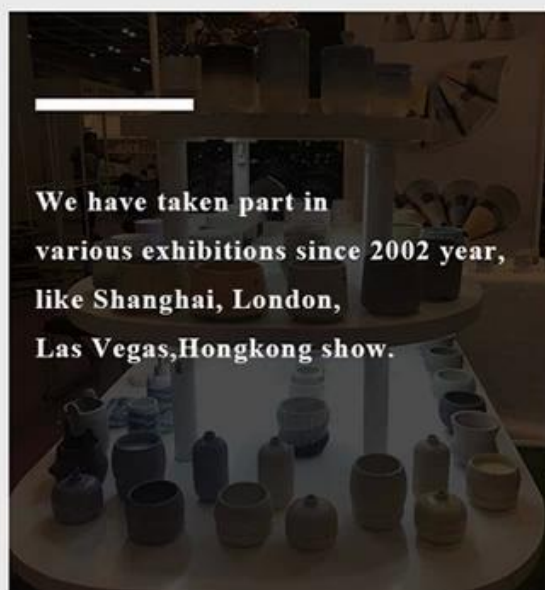 We have taken part in
various exhibitions since 2002 year,
like Shanghai, London,
Las Vegas,Hongkong show.